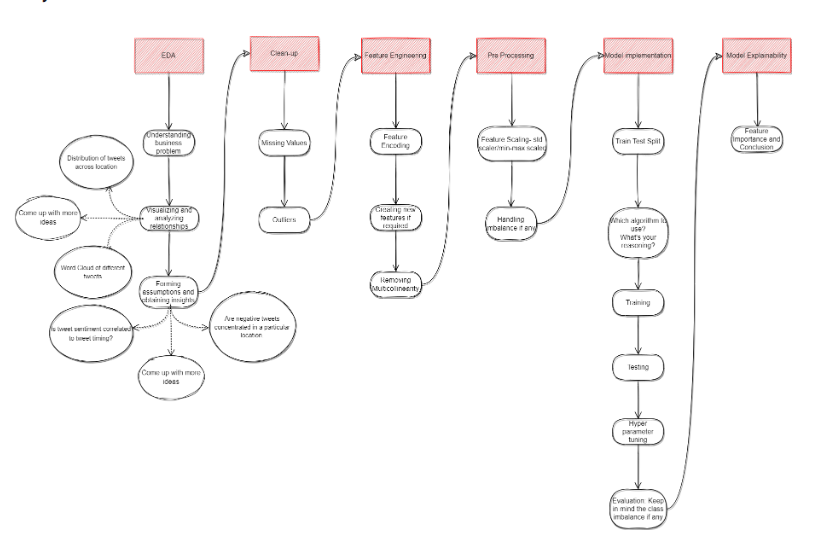 EDA
Understanding
business
problem
Distribution of tweets
across location
Visualizing and
analyzing
relationships
Come up with more
ideas
Word Cloud of different
tweets
Forming
assumptions and
obtaining insights
Is tweet sentiment correlated
to tweet timing?
Are negative tweets
concentrated in a particular
location
Come up with more
ideas
Clean-up
Missing Values
Outliers
Feature Engineering
Feature
Encoding
Creating new
features if
required
Removing
Multicollinearity
Pre Processing
Feature Scaling- std
scaler/min-max scaled
Handling
imbalance if any
Model implementation
Train Test Split
Which algorithm to
use?
What's your
reasoning?
Training
Testing
Hyper
parameter
tuning
Evaluation: Keep
in mind the class
imbalance if any
Model Explainability
Feature
Importance and
Conclusion